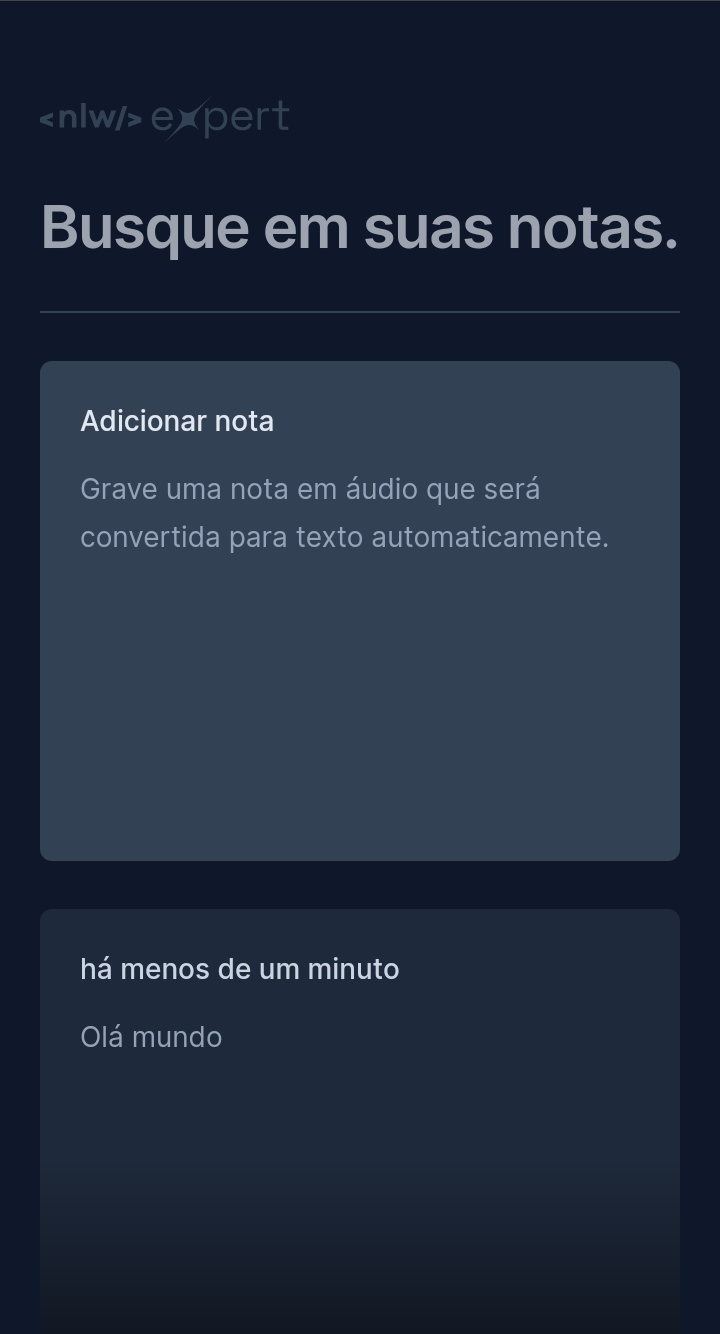 <nlw/> expert
Busque em suas notas.
Adicionar nota
Grave uma nota em áudio que será
convertida para texto automaticamente.
há menos de um minuto
Olá mundo